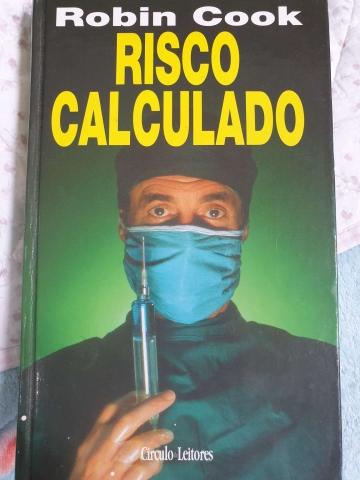 Robin Cook
RISCO
CALCULADO
Círculo Leitores